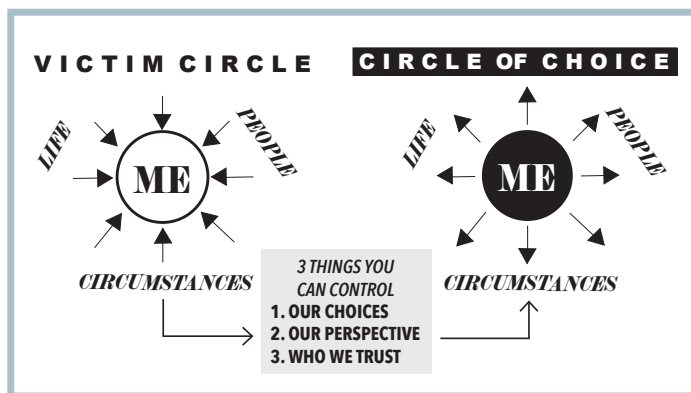 VICTIM CIRCLE
LIFE
PEOPLE
ME
CIRCUMSTANCES
3 THINGS YOU
CAN CONTROL
1. OUR CHOICES
2. OUR PERSPECTIVE
3. WHO WE TRUST
CIRCLE OF CHOICE
LIFE
PEOPLE
ME
CIRCUMSTANCES